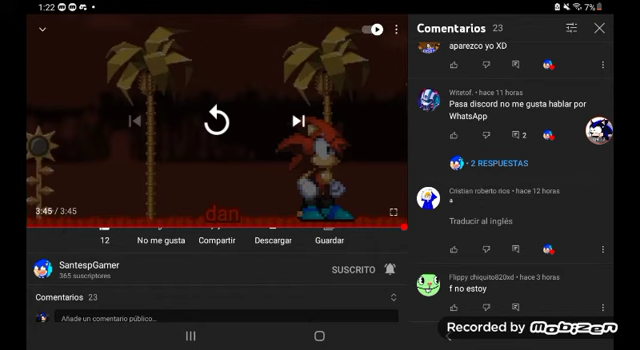 1:22
7%
Comentarios 23
aparezco yo XD
Witetof. • hace 11 horas
Pasa discord no me gusta hablar por
WhatsApp
2
• 2 RESPUESTAS
dan
3:45 / 3:45
Cristian roberto rios • hace 12 horas
Traducir al inglés
12
No me gusta
Compartir
Descargar
Guardar
SantespGamer
365 suscriptores
SUSCRITO
Flippy chiquito820xd • hace 3 horas
f no estoy
Comentarios 23
Añade un comentario público...
Recorded by Mobizen